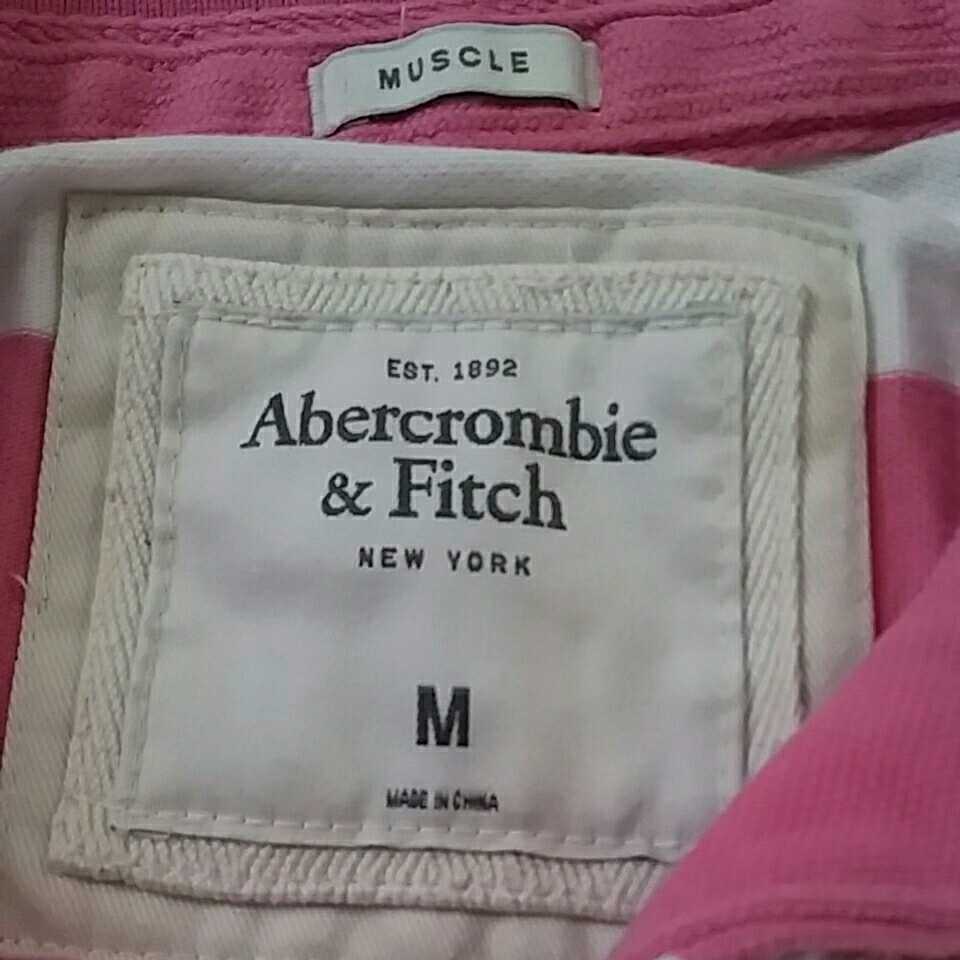 MUSCLE
EST. 1892
Abercrombie
& Fitch
NEW YORK
M
MADE IN CHINA